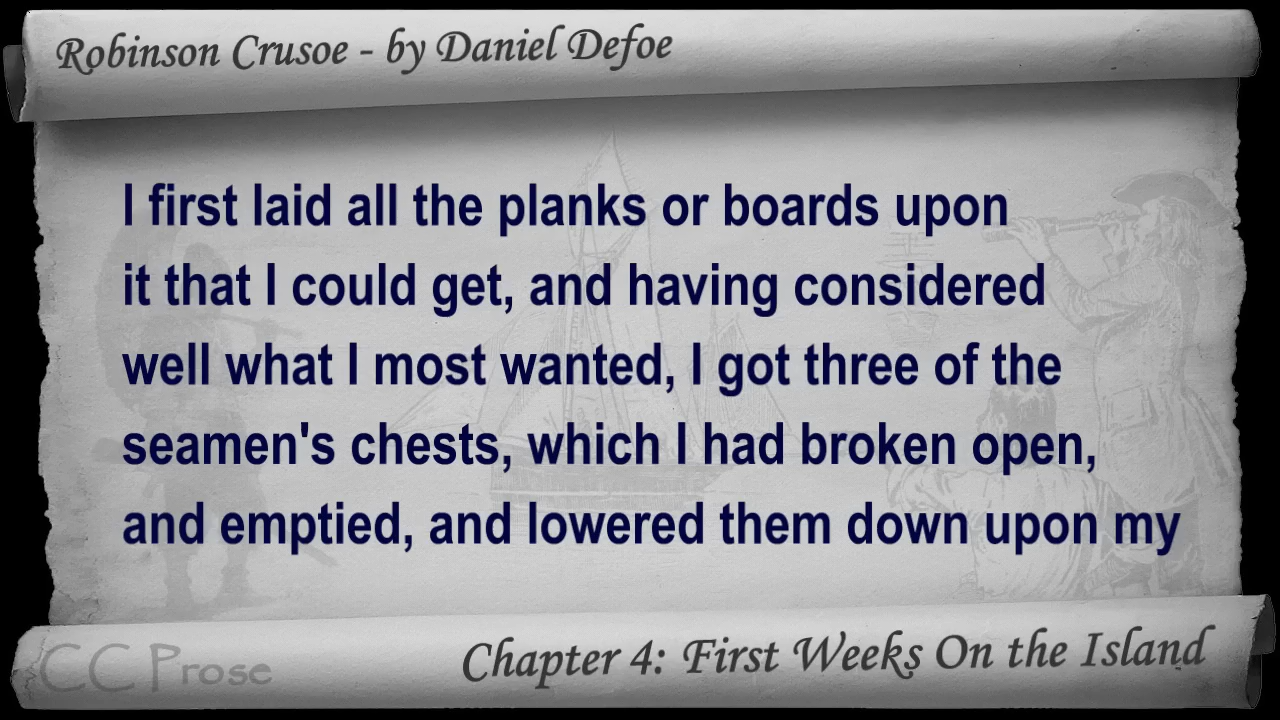 Robinson Crusoe - by Daniel Defoe
I first laid all the planks or boards upon
it that I could get, and having considered
well what I most wanted, I got three of the
seamen's chests, which I had broken open,
and emptied, and lowered them down upon my
CC Prose
Chapter 4: First Weeks On the Island